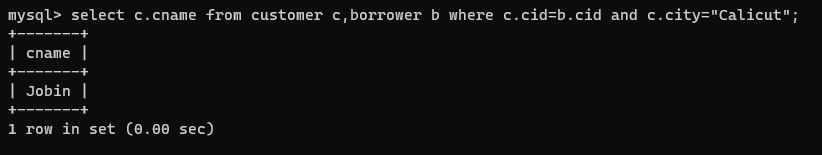 mysql> select c.cname from customer c,borrower b where c.cid=b.cid and c.city="Calicut";
+-------+
| cname |
+-------+
| Jobin |
+-------+
1 row in set (0.00 sec)